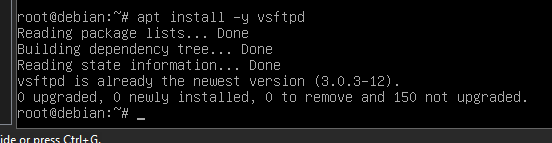 root@debian:~# apt install -y vsftpd
Reading package lists... Done
Building dependency tree... Done
Reading state information... Done
vsftpd is already the newest version (3.0.3-12).
0 upgraded, 0 newly installed, 0 to remove and 150 not upgraded.
root@debian:~# _
ide or press Ctrl+G.